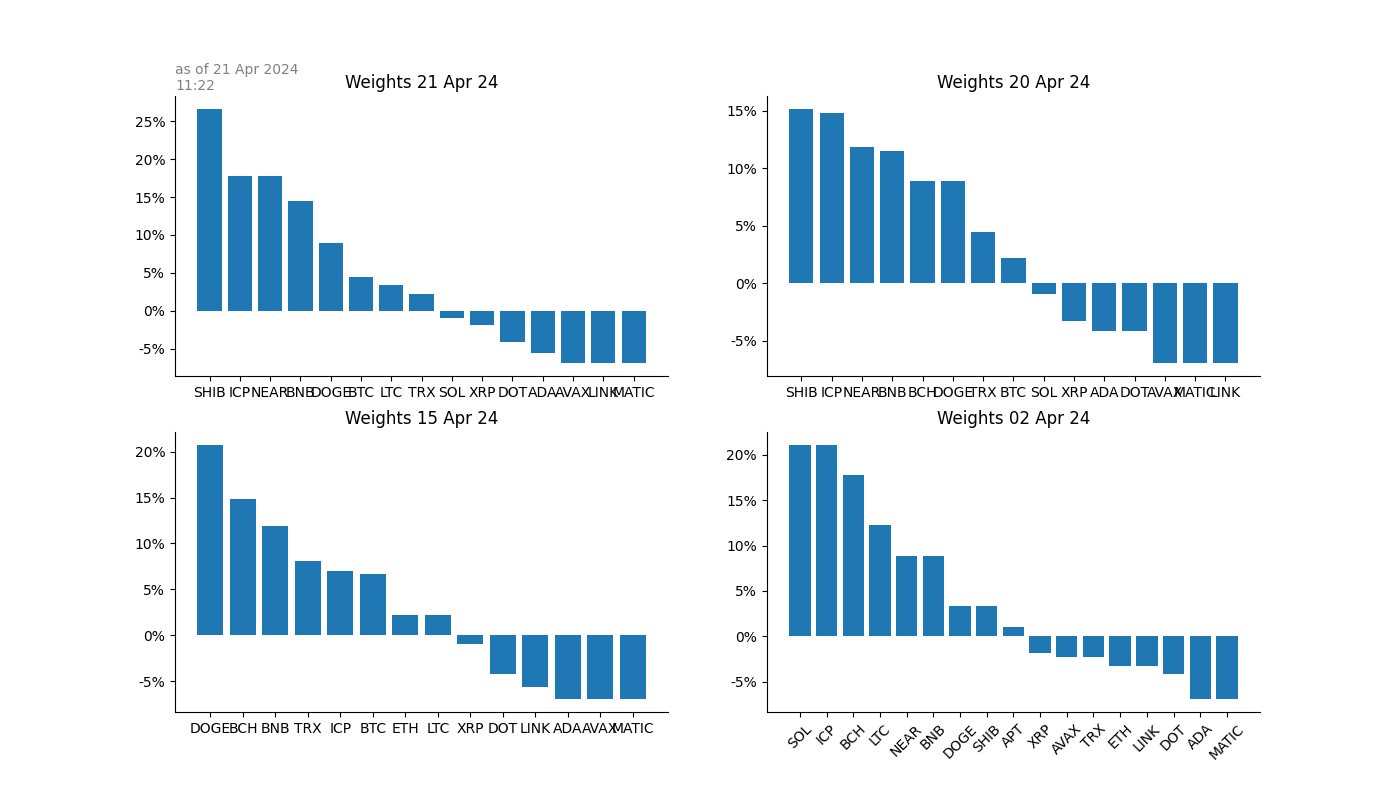 as of 21 Apr 2024
11:22
Weights 21 Apr 24
25%
20%
15%
10%
5%
0%
-5%
SHIB ICP NEAR BNB DOGE BTC LTC TRX SOL XRP DOT ADA AVAX LINK MATIC
Weights 20 Apr 24
15%
10%
5%
0%
-5%
SHIB ICP NEAR BNB BCH DOGE TRX BTC SOL XRP ADA DOT AVAX MATIC LINK
Weights 15 Apr 24
20%
15%
10%
5%
0%
-5%
DOGE BCH BNB TRX ICP BTC ETH LTC XRP DOT LINK ADA AVAX MATIC
Weights 02 Apr 24
20%
15%
10%
5%
0%
-5%
SOL ICP BCH LTC NEAR BNB DOGE SHIB APT XRP AVAX TRX ETH LINK DOT ADA MATIC